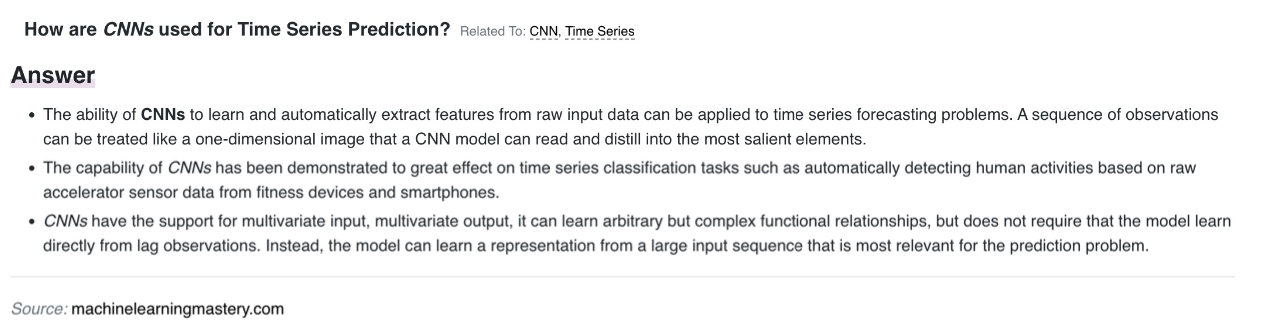 How are CNNs used for Time Series Prediction? Related To: CNN, Time Series
Answer
• The ability of CNNs to learn and automatically extract features from raw input data can be applied to time series forecasting problems. A sequence of observations
can be treated like a one-dimensional image that a CNN model can read and distill into the most salient elements.
• The capability of CNNs has been demonstrated to great effect on time series classification tasks such as automatically detecting human activities based on raw
accelerator sensor data from fitness devices and smartphones.
• CNNs have the support for multivariate input, multivariate output, it can learn arbitrary but complex functional relationships, but does not require that the model learn
directly from lag observations. Instead, the model can learn a representation from a large input sequence that is most relevant for the prediction problem.
Source: machinelearningmastery.com